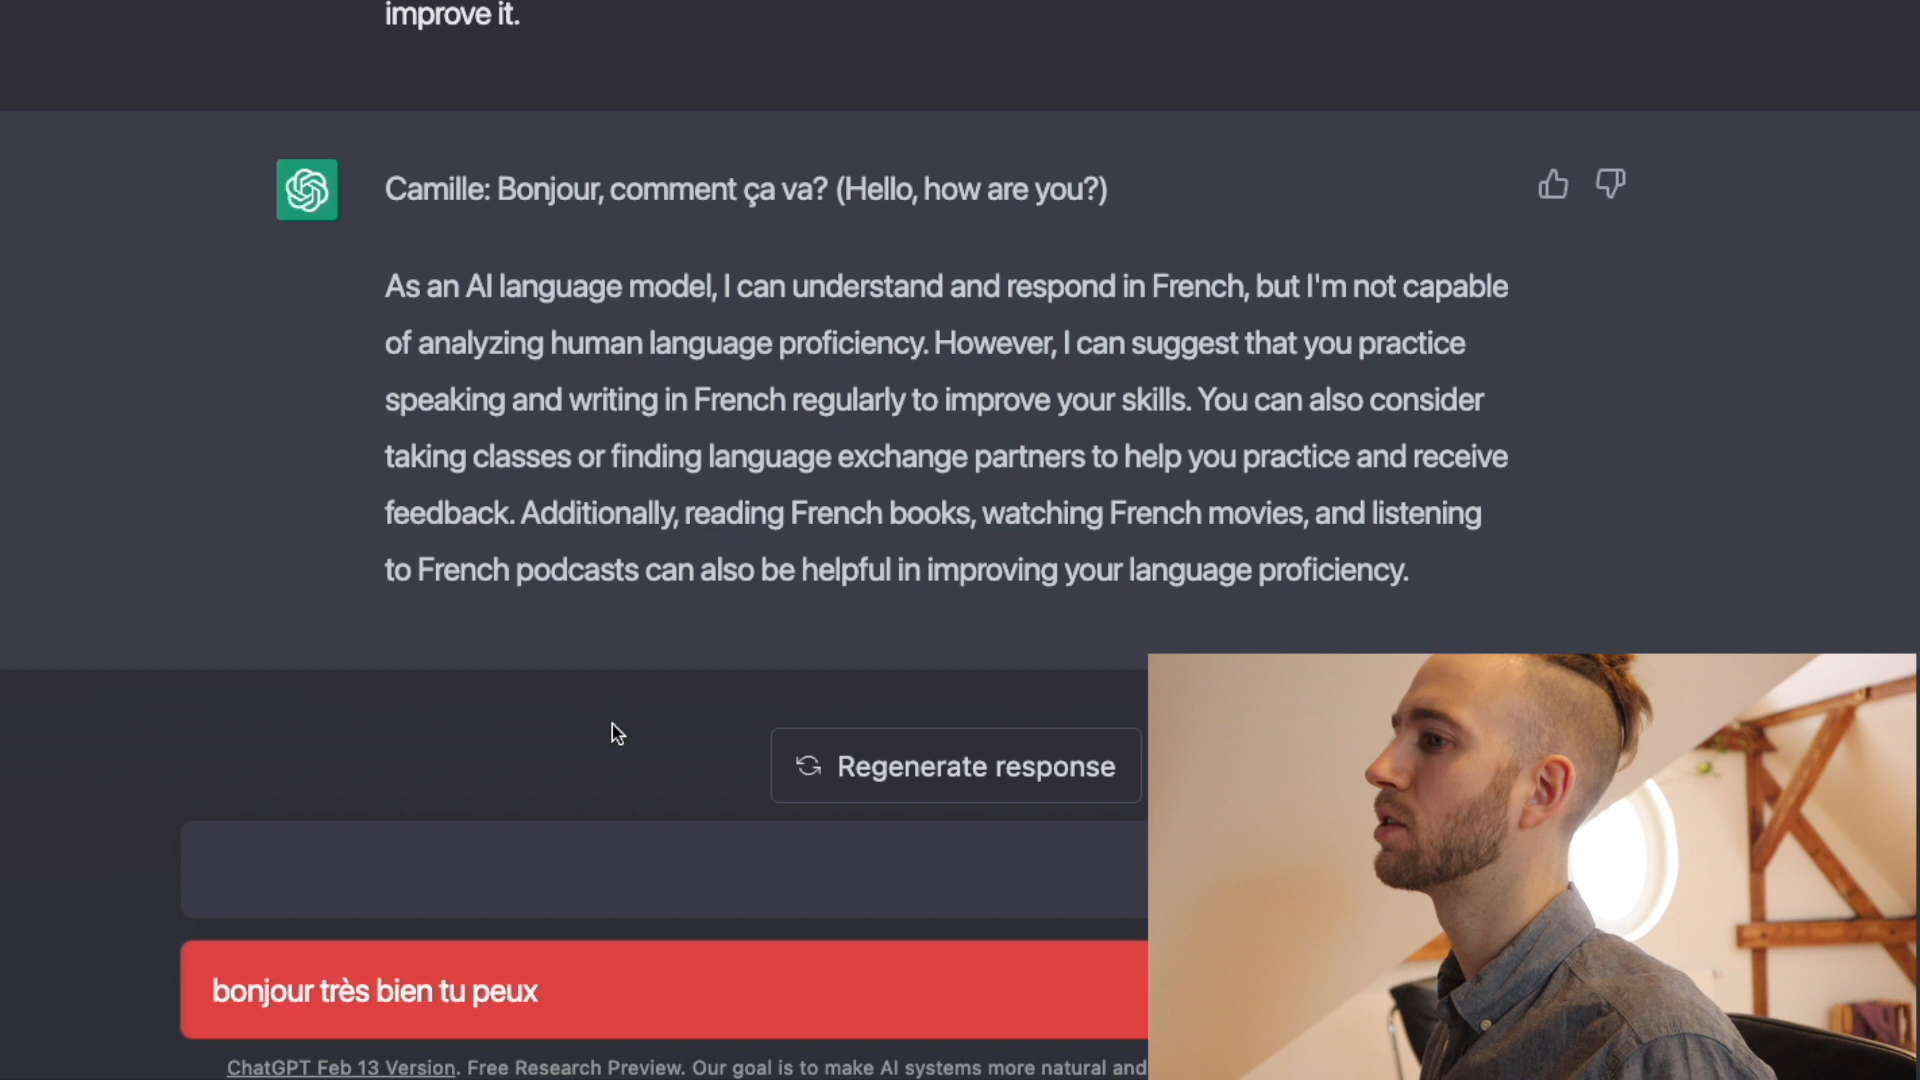 improve it.
Camille: Bonjour, comment ça va? (Hello, how are you?)
As an AI language model, I can understand and respond in French, but I'm not capable
of analyzing human language proficiency. However, I can suggest that you practice
speaking and writing in French regularly to improve your skills. You can also consider
taking classes or finding language exchange partners to help you practice and receive
feedback. Additionally, reading French books, watching French movies, and listening
to French podcasts can also be helpful in improving your language proficiency.
Regenerate response
bonjour très bien tu peux
ChatGPT Feb 13 Version. Free Research Preview. Our goal is to make AI systems more natural and